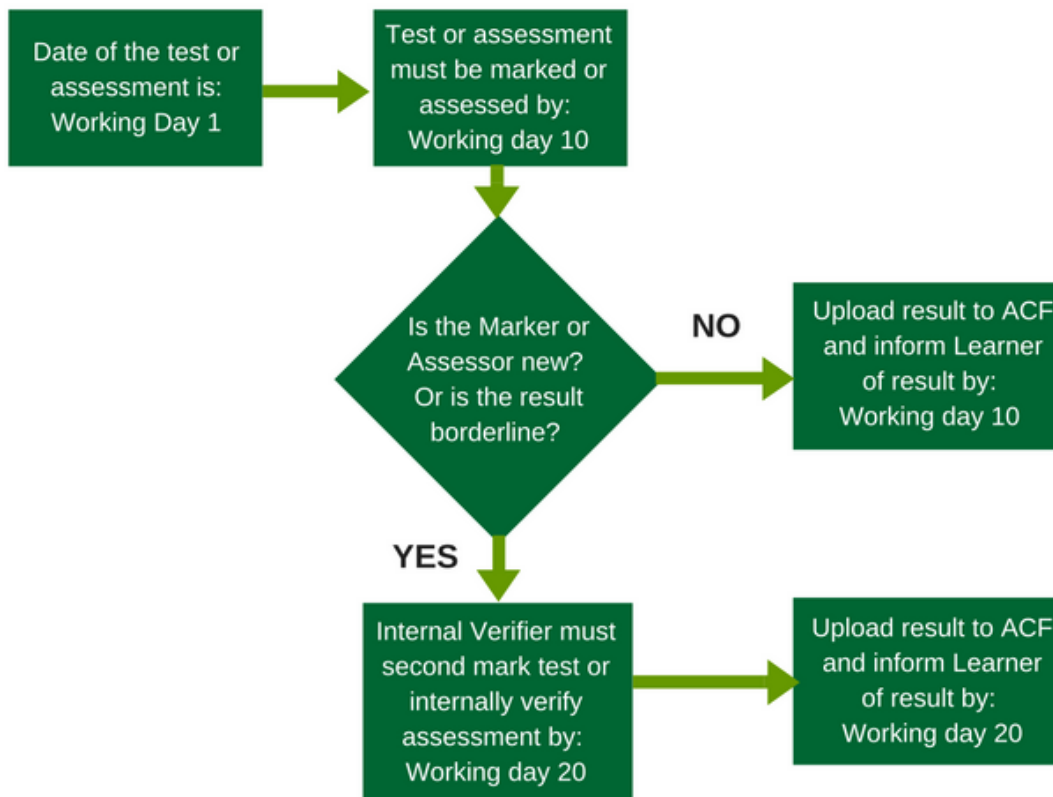 Date of the test or
assessment is:
Working Day 1
Test or assessment
must be marked or
assessed by:
Working day 10
Is the Marker or
Assessor new?
Or is the result
borderline?
NO
Upload result to ACF
and inform Learner
of result by:
Working day 10
YES
Internal Verifier must
second mark test or
internally verify
assessment by:
Working day 20
Upload result to ACF
and inform Learner
of result by:
Working day 20